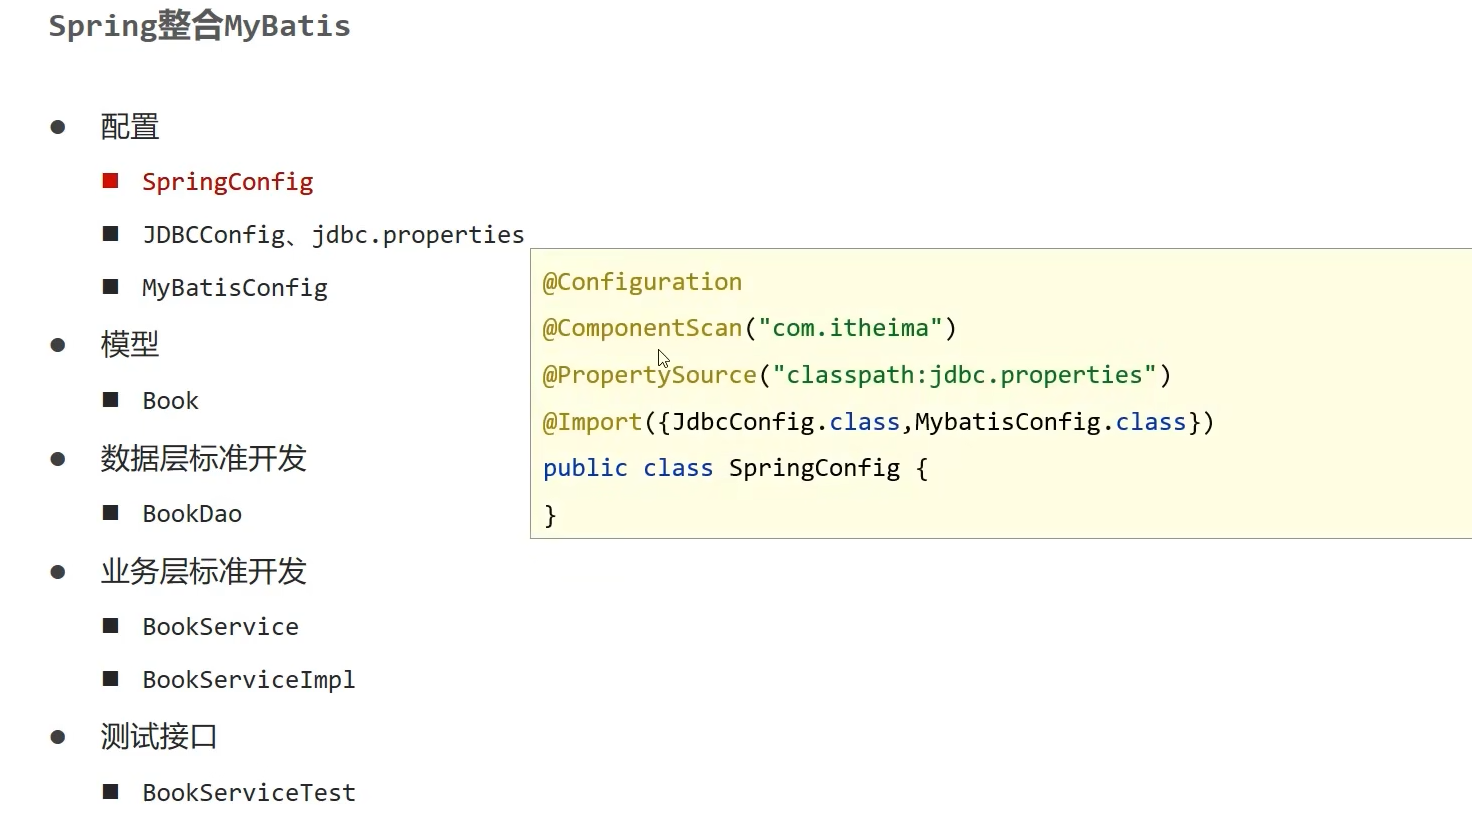 Spring整合MyBatis
配置
SpringConfig
JDBCConfig、jdbc.properties
MyBatisConfig
模型
Book
数据层标准开发
BookDao
业务层标准开发
BookService
BookServiceImpl
测试接口
BookServiceTest
@Configuration
@ComponentScan("com.itheima")
@PropertySource("classpath:jdbc.properties")
@Import({JdbcConfig.class,MybatisConfig.class})
public class SpringConfig {
}